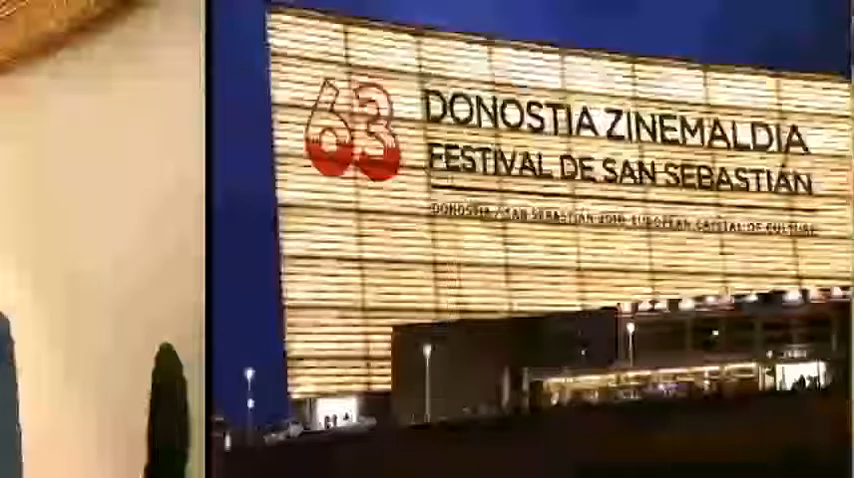 63
DONOSTIA ZINEMALDIA
FESTIVAL DE SAN SEBASTIÁN
DONOSTIA / SAN SEBASTIÁN 2016 EUROPEAN CAPITAL OF CULTURE